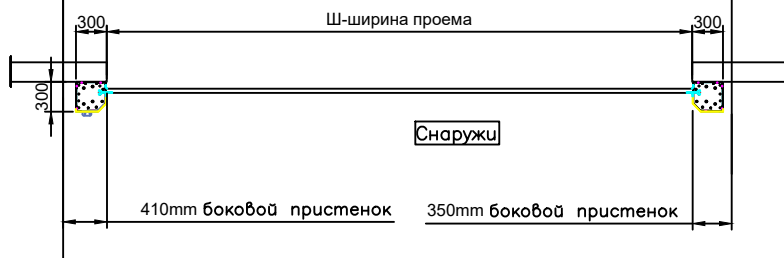 300
Ш-ширина проема
300
300
Снаружи
410mm боковой пристенок
350mm боковой пристенок